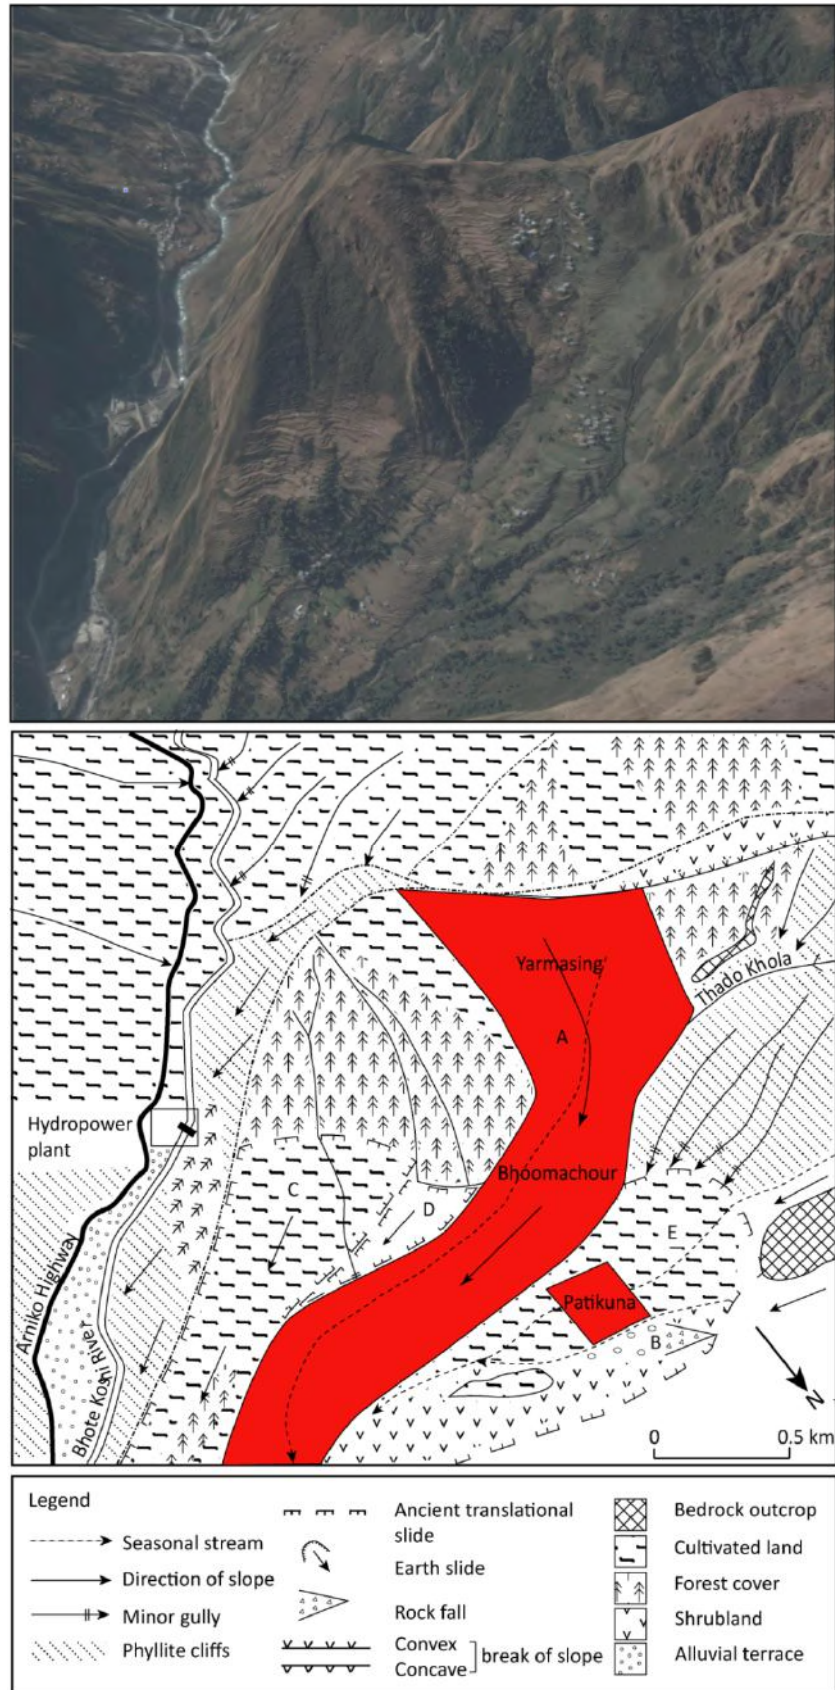 Yarmasing
Thado Khola
A
Hydropower
plant
Bhoomachour
C
D
E
Patikuna
B
Arniko Highway
Bhote Koshi River
N
0 0.5 km
Legend
Seasonal stream
Direction of slope
Minor gully
Phyllite cliffs
Ancient translational
slide
Earth slide
Rock fall
Convex
Concave
break of slope
Bedrock outcrop
Cultivated land
Forest cover
Shrubland
Alluvial terrace